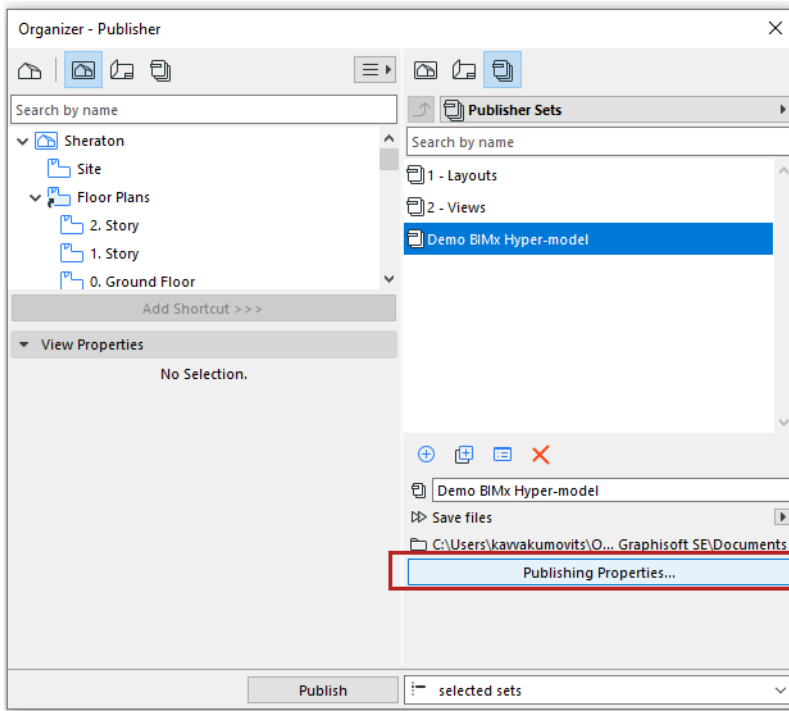 Organizer - Publisher
Search by name
Sheraton
Site
Floor Plans
2. Story
1. Story
0. Ground Floor
Add Shortcut >>>
View Properties
No Selection.
Publisher Sets
Search by name
1 - Layouts
2 - Views
Demo BIMx Hyper-model
Demo BIMx Hyper-model
Save files
C:\Users\kavvakumovits\O... Graphisoft SE\Documents
Publishing Properties...
Publish
selected sets